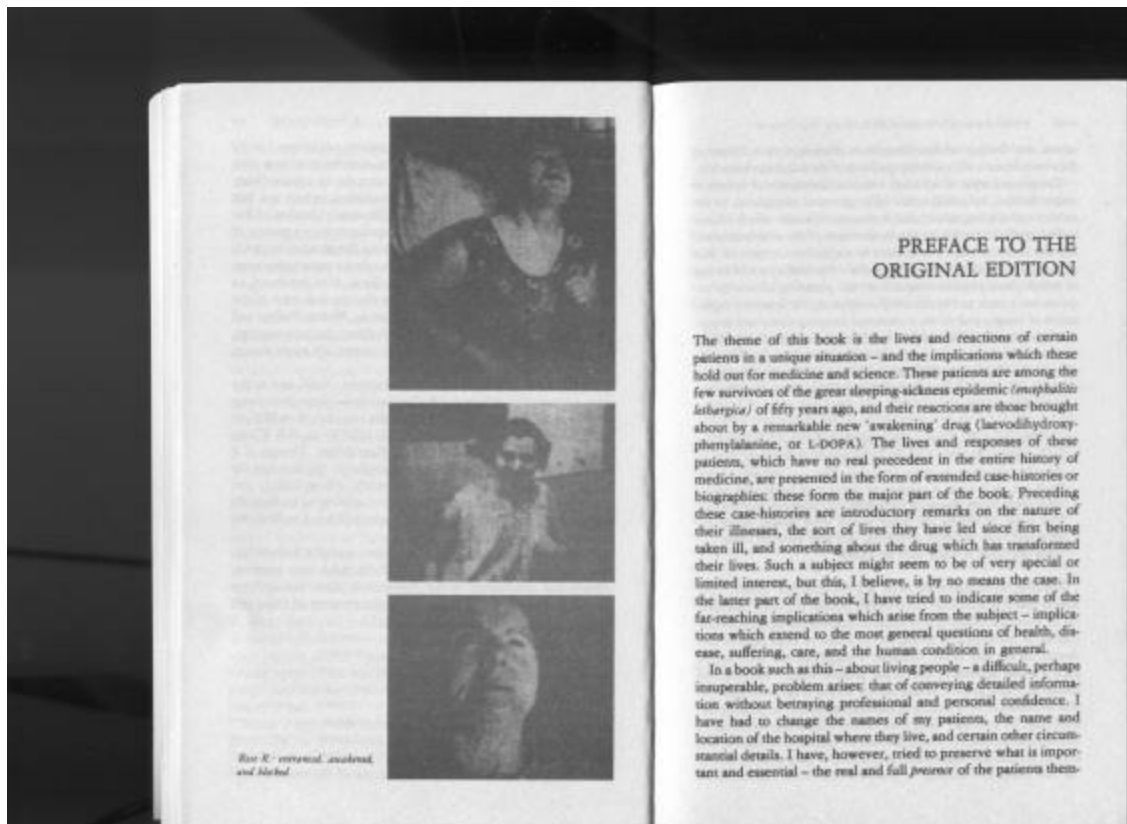 Rose R.: entranced, awakened,
and blocked.
PREFACE TO THE
ORIGINAL EDITION
The theme of this book is the lives and reactions of certain
patients in a unique situation – and the implications which these
hold out for medicine and science. These patients are among the
few survivors of the great sleeping-sickness epidemic (encephalitis
lethargica) of fifty years ago, and their reactions are those brought
about by a remarkable new ‘awakening’ drug (laevodihydroxy-
phenylalanine, or L-DOPA). The lives and responses of these
patients, which have no real precedent in the entire history of
medicine, are presented in the form of extended case-histories or
biographies: these form the major part of the book. Preceding
these case-histories are introductory remarks on the nature of
their illnesses, the sort of lives they have led since first being
taken ill, and something about the drug which has transformed
their lives. Such a subject might seem to be of very special or
limited interest, but this, I believe, is by no means the case. In
the latter part of the book, I have tried to indicate some of the
far-reaching implications which arise from the subject – implica-
tions which extend to the most general questions of health, dis-
ease, suffering, care, and the human condition in general.
In a book such as this – about living people – a difficult, perhaps
insuperable, problem arises: that of conveying detailed informa-
tion without betraying professional and personal confidence. I
have had to change the names of my patients, the name and
location of the hospital where they live, and certain other circum-
stantial details. I have, however, tried to preserve what is impor-
tant and essential – the real and full presence of the patients them-